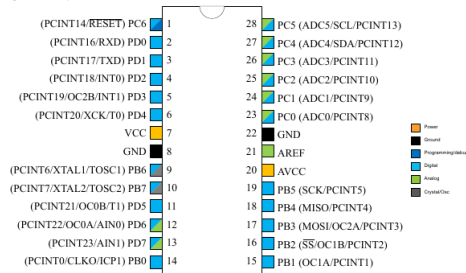 (PCINT14/RESET) PC6 1
(PCINT16/RXD) PD0 2
(PCINT17/TXD) PD1 3
(PCINT18/INT0) PD2 4
(PCINT19/OC2B/INT1) PD3 5
(PCINT20/XCK/T0) PD4 6
VCC 7
GND 8
(PCINT6/XTAL1/TOSC1) PB6 9
(PCINT7/XTAL2/TOSC2) PB7 10
(PCINT21/OC0B/T1) PD5 11
(PCINT22/OC0A/AIN0) PD6 12
(PCINT23/AIN1) PD7 13
(PCINT0/CLKO/ICP1) PB0 14
28 PC5 (ADC5/SCL/PCINT13)
27 PC4 (ADC4/SDA/PCINT12)
26 PC3 (ADC3/PCINT11)
25 PC2 (ADC2/PCINT10)
24 PC1 (ADC1/PCINT9)
23 PC0 (ADC0/PCINT8)
22 GND
21 AREF
20 AVCC
19 PB5 (SCK/PCINT5)
18 PB4 (MISO/PCINT4)
17 PB3 (MOSI/OC2A/PCINT3)
16 PB2 (SS/OC1B/PCINT2)
15 PB1 (OC1A/PCINT1)
Power
Ground
Programming/debug
Digital
Analog
Crystal/Osc